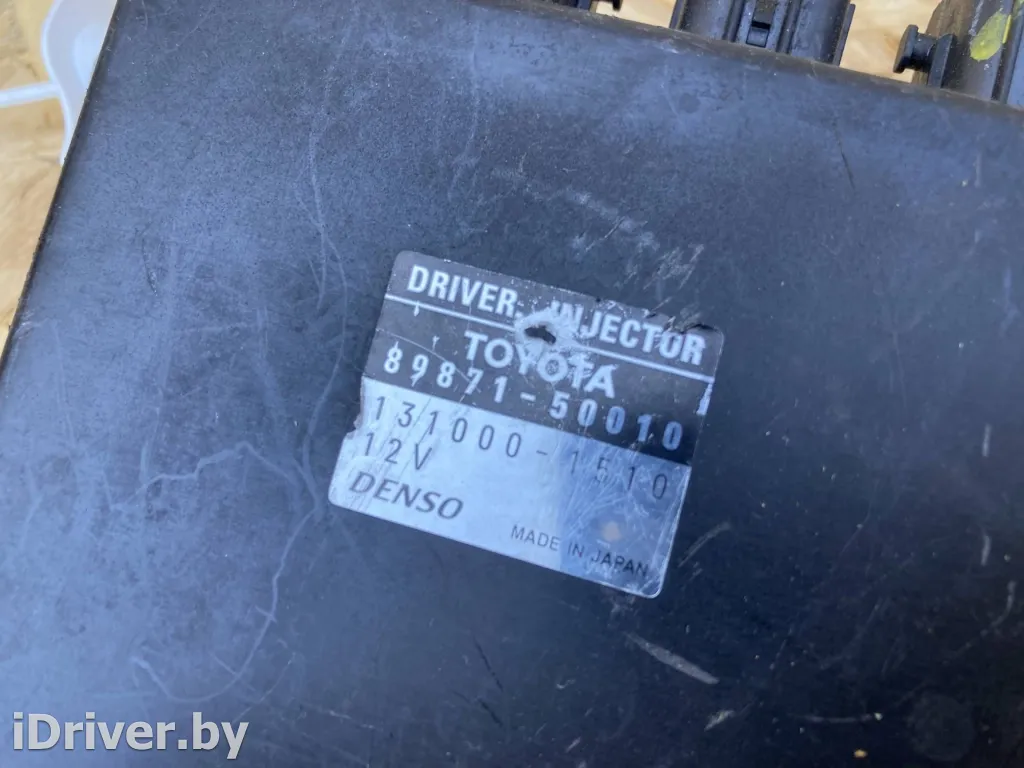 DRIVER, INJECTOR
TOYOTA
89871-50010
131000-1510
12V
DENSO
MADE IN JAPAN
iDriver.by